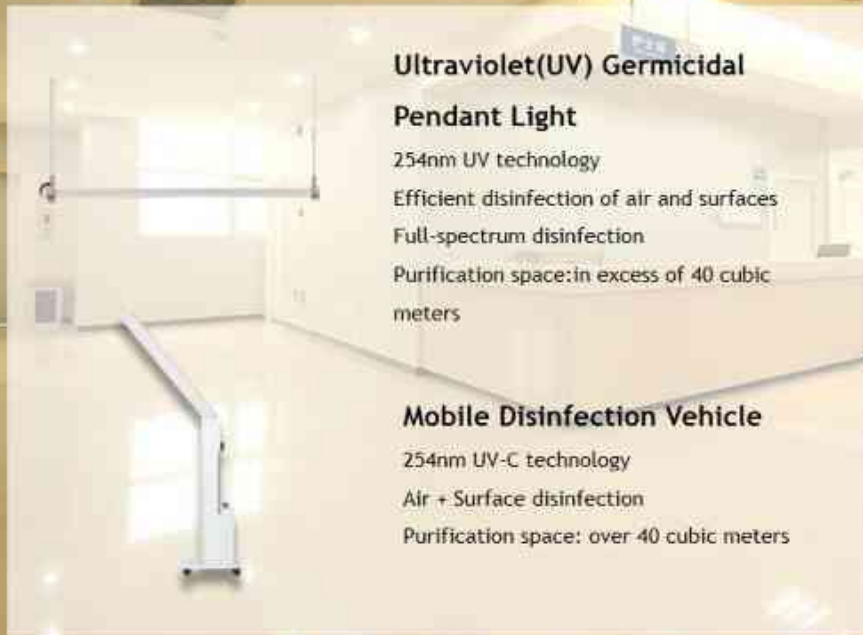 Ultraviolet(UV) Germicidal
Pendant Light
254nm UV technology
Efficient disinfection of air and surfaces
Full-spectrum disinfection
Purification space:in excess of 40 cubic
meters
Mobile Disinfection Vehicle
254nm UV-C technology
Air + Surface disinfection
Purification space: over 40 cubic meters